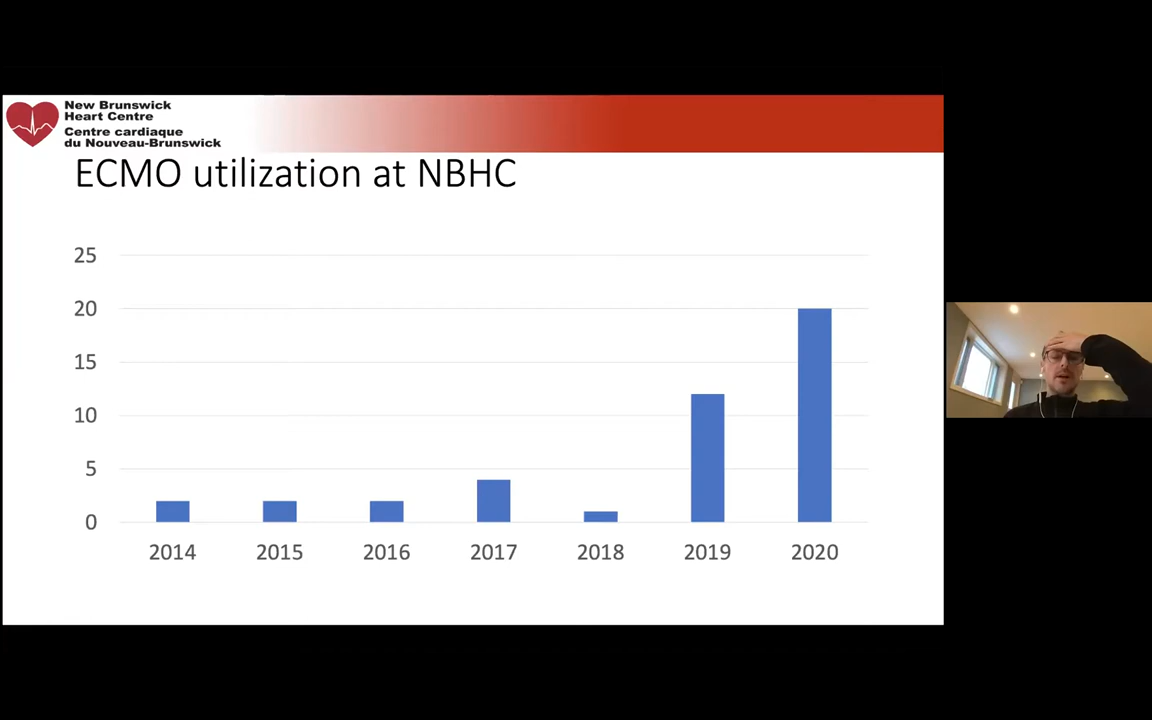 New Brunswick
Heart Centre
Centre cardiaque
du Nouveau-Brunswick
ECMO utilization at NBHC
25
20
15
10
5
0
2014 2015 2016 2017 2018 2019 2020